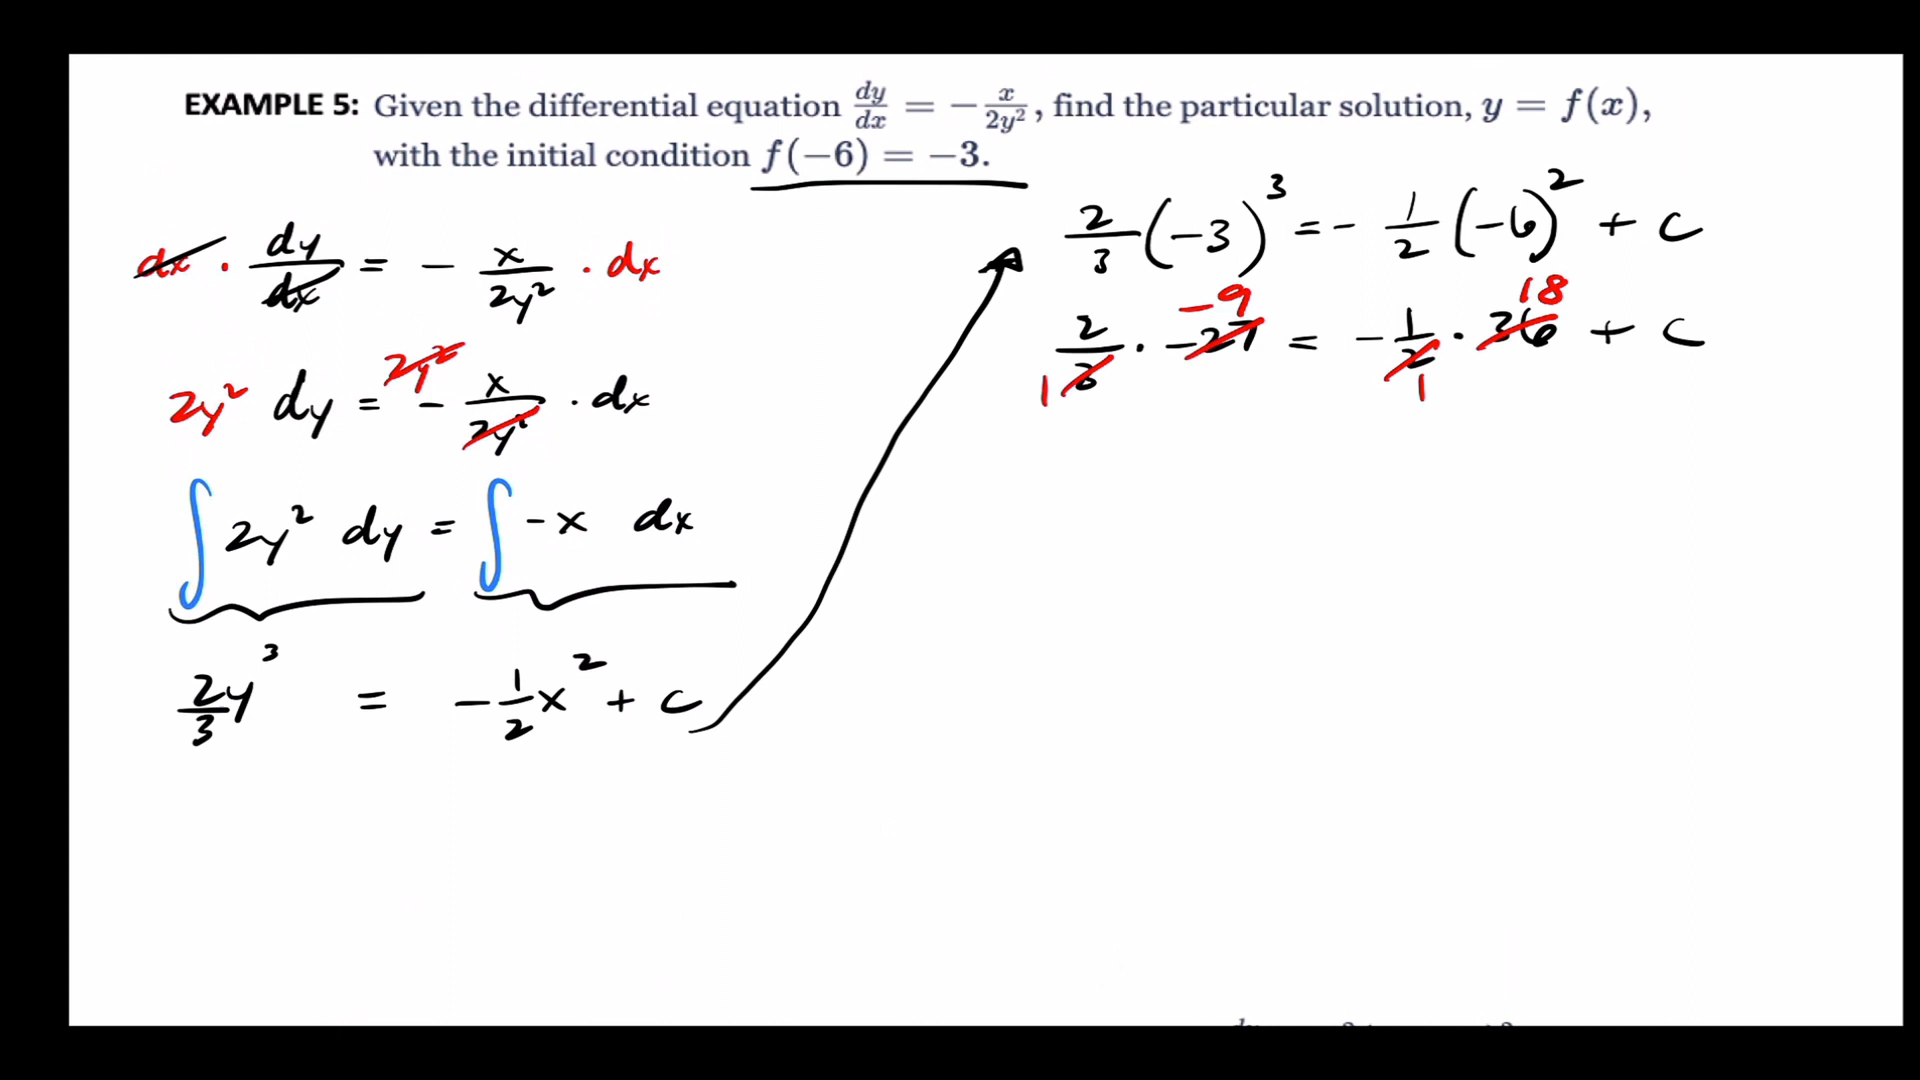 EXAMPLE 5: Given the differential equation dy/dx = − x/2y², find the particular solution, y = f(x),
with the initial condition f(−6) = −3.
dx · dy/dx = − x/2y² · dx
2y² dy = 2y² − x/2y² · dx
∫ 2y² dy = ∫ -x dx
2/3 y³ = − 1/2 x² + c
2/3 (−3)³ = − 1/2 (−6)² + c
−9 18
2/3 · −27 = − 1/2 · 36 + c
1 1